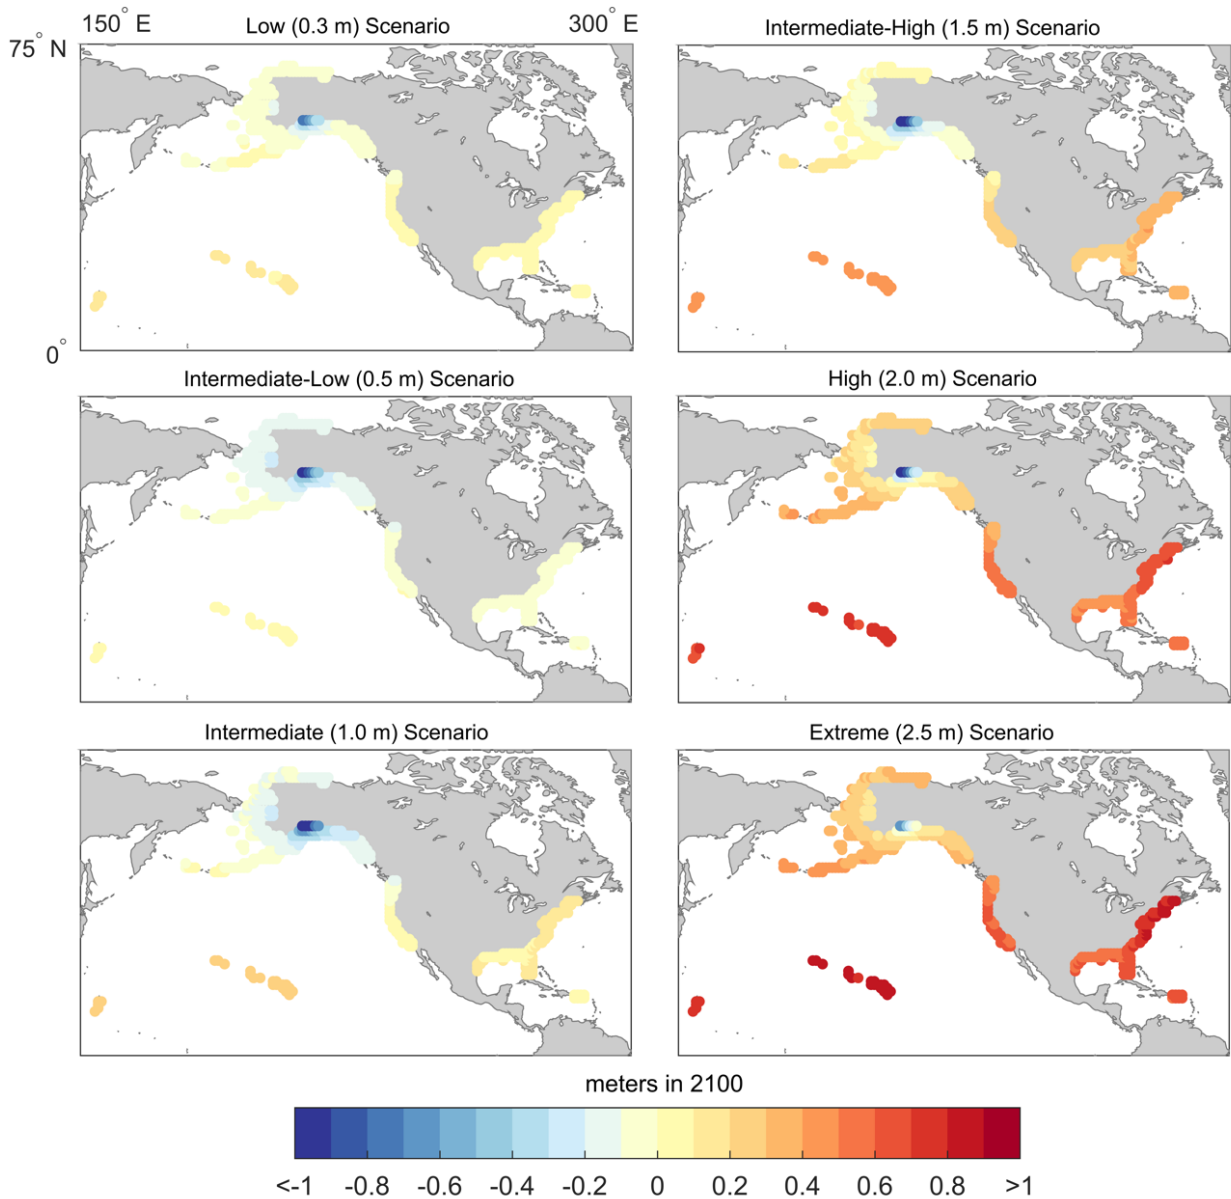 150° E
300° E
Low (0.3 m) Scenario
Intermediate-High (1.5 m) Scenario
75° N
0°
Intermediate-Low (0.5 m) Scenario
High (2.0 m) Scenario
Intermediate (1.0 m) Scenario
Extreme (2.5 m) Scenario
meters in 2100
<-1 -0.8 -0.6 -0.4 -0.2 0 0.2 0.4 0.6 0.8 >1